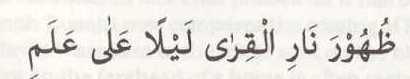 ظُهُوْرَ نَارِ الْقِرٰى لَيْلًا عَلٰى عَلَمٖ